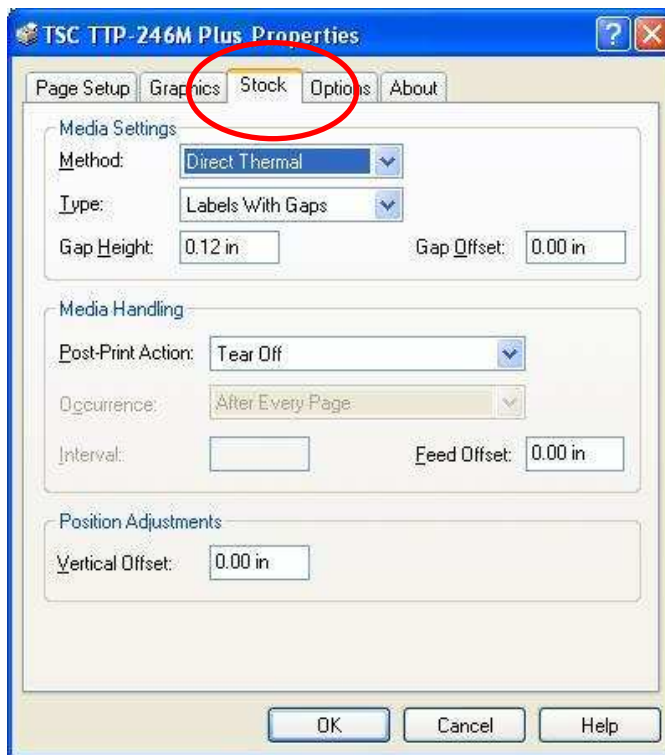 TSC TTP-246M Plus Properties
Page Setup Graphics Stock Options About
Media Settings
Method: Direct Thermal
Type: Labels With Gaps
Gap Height: 0.12 in Gap Offset: 0.00 in
Media Handling
Post-Print Action: Tear Off
Occurrence: After Every Page
Interval: Feed Offset: 0.00 in
Position Adjustments
Vertical Offset: 0.00 in
OK Cancel Help